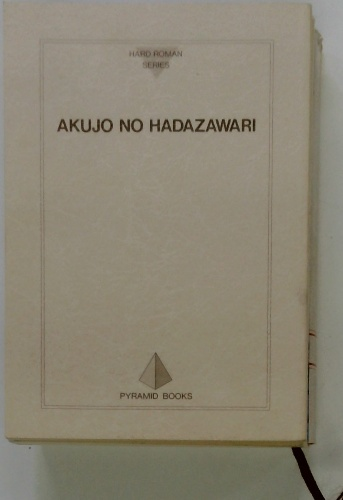 HARD ROMAN
SERIES
AKUJO NO HADAZAWARI
PYRAMID BOOKS